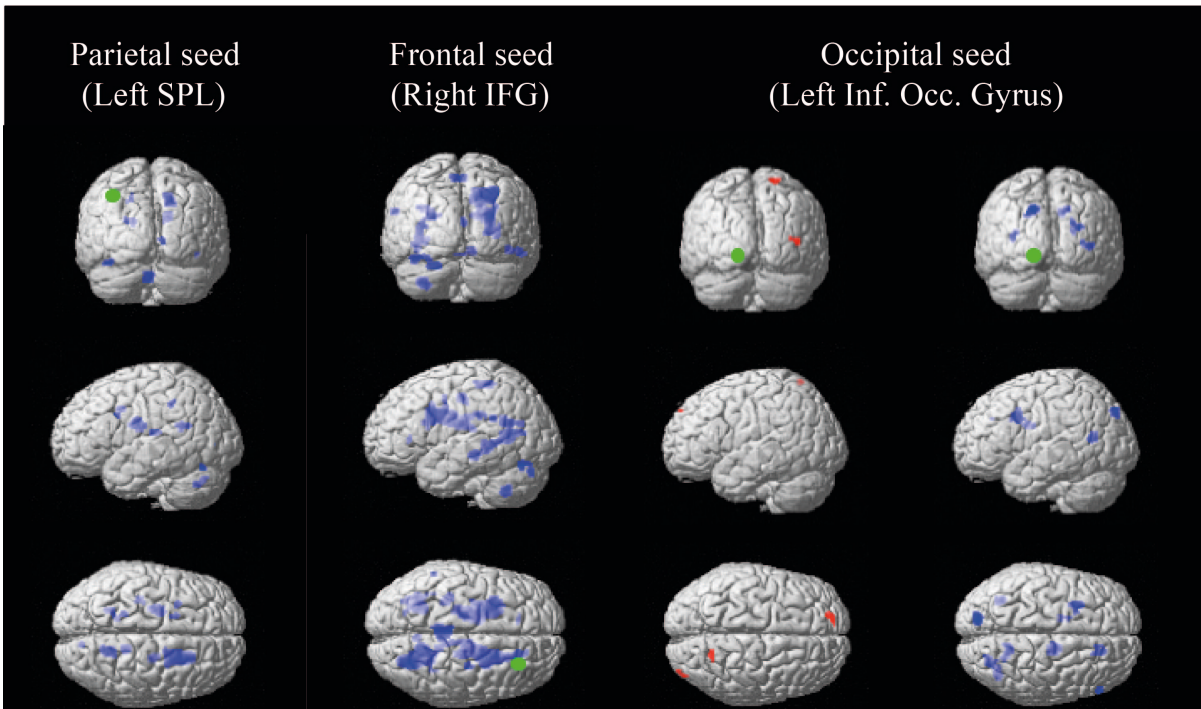 Parietal seed
(Left SPL)
Frontal seed
(Right IFG)
Occipital seed
(Left Inf. Occ. Gyrus)